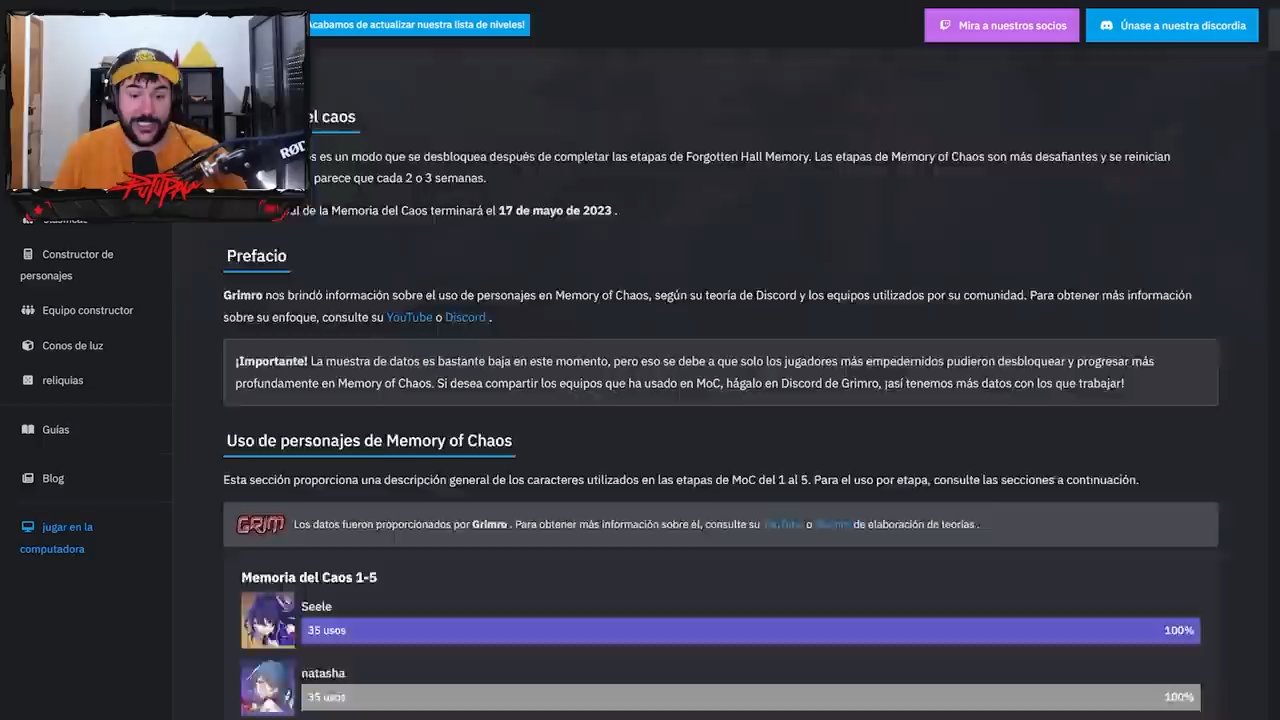 Acabamos de actualizar nuestra lista de niveles!
Mira a nuestros socios
Únase a nuestra discordia
RØD
el caos
s es un modo que se desbloquea después de completar las etapas de Forgotten Hall Memory. Las etapas de Memory of Chaos son más desafiantes y se reinician
parece que cada 2 o 3 semanas.
al de la Memoria del Caos terminará el 17 de mayo de 2023 .
Constructor de
personajes
Equipo constructor
Conos de luz
reliquias
Guías
Blog
jugar en la
computadora
Prefacio
Grimro nos brindó información sobre el uso de personajes en Memory of Chaos, según su teoría de Discord y los equipos utilizados por su comunidad. Para obtener más información
sobre su enfoque, consulte su YouTube o Discord .
¡Importante! La muestra de datos es bastante baja en este momento, pero eso se debe a que solo los jugadores más empedernidos pudieron desbloquear y progresar más
profundamente en Memory of Chaos. Si desea compartir los equipos que ha usado en MoC, hágalo en Discord de Grimro, ¡así tenemos más datos con los que trabajar!
Uso de personajes de Memory of Chaos
Esta sección proporciona una descripción general de los caracteres utilizados en las etapas de MoC del 1 al 5. Para el uso por etapa, consulte las secciones a continuación.
GRIM Los datos fueron proporcionados por Grimro . Para obtener más información sobre él, consulte su YouTube o Discord de elaboración de teorías .
Memoria del Caos 1-5
Seele
35 usos 100%
natasha
35 usos 100%